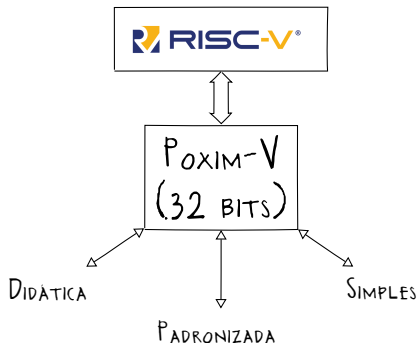 RISC-V®
POXIM-V
(32 BITS)
DIDÁTICA
SIMPLES
PADRONIZADA